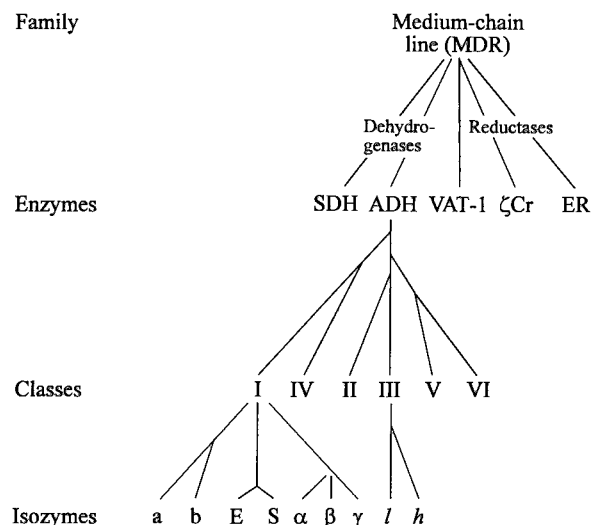 Family
Medium-chain
line (MDR)
Dehydro-
genases
Reductases
Enzymes
SDH ADH VAT-1 ζCr ER
Classes
I IV II III V VI
Isozymes
a b E S α β γ l h